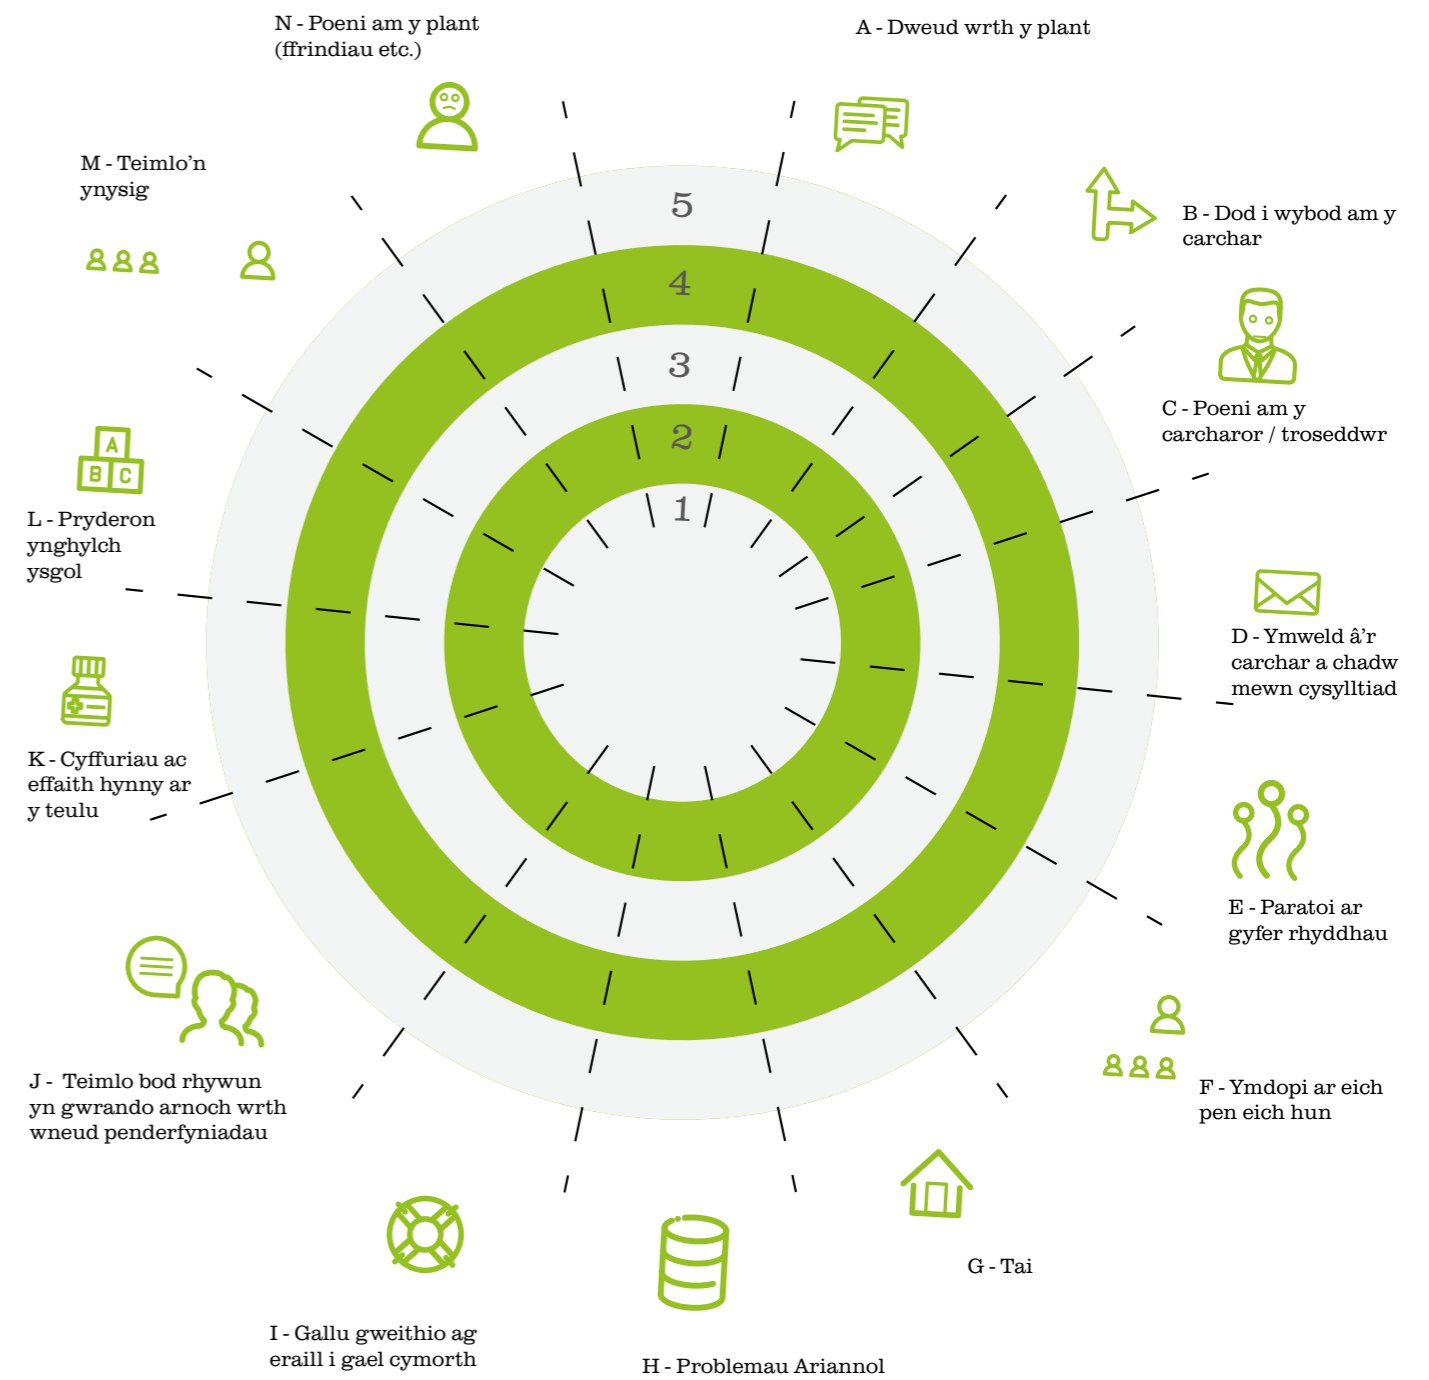 N - Poeni am y plant
(ffrindiau etc.)
A - Dweud wrth y plant
M - Teimlo’n
ynysig
B - Dod i wybod am y
carchar
C - Poeni am y
carcharor / troseddwr
5
4
3
2
1
A
B C
L - Pryderon
ynghylch
ysgol
D - Ymweld â’r
carchar a chadw
mewn cysylltiad
K - Cyffuriau ac
effaith hynny ar
y teulu
E - Paratoi ar
gyfer rhyddhau
J - Teimlo bod rhywun
yn gwrando arnoch wrth
wneud penderfyniadau
F - Ymdopi ar eich
pen eich hun
G - Tai
I - Gallu gweithio ag
eraill i gael cymorth
H - Problemau Ariannol